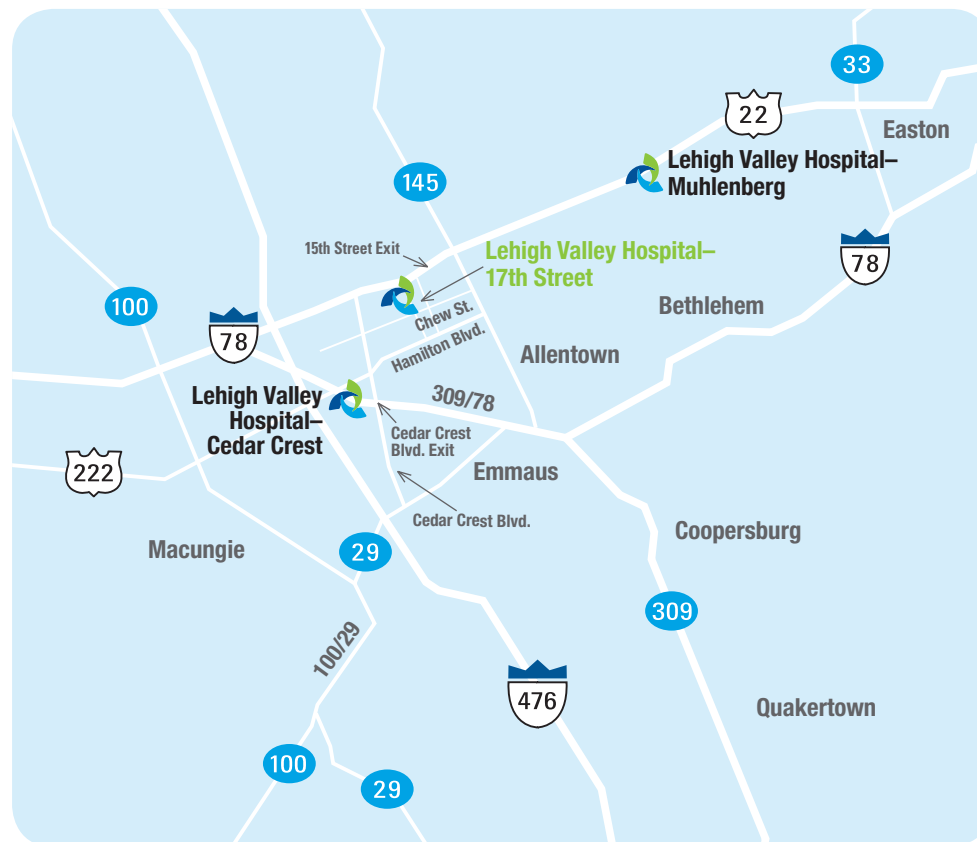 33
22
Easton
Lehigh Valley Hospital–
Muhlenberg
145
15th Street Exit
Lehigh Valley Hospital–
17th Street
78
100
Bethlehem
Chew St.
78
Hamilton Blvd.
Allentown
Lehigh Valley
Hospital–
Cedar Crest
309/78
Cedar Crest
Blvd. Exit
222
Emmaus
Cedar Crest Blvd.
Coopersburg
Macungie
29
309
100/29
476
Quakertown
100
29